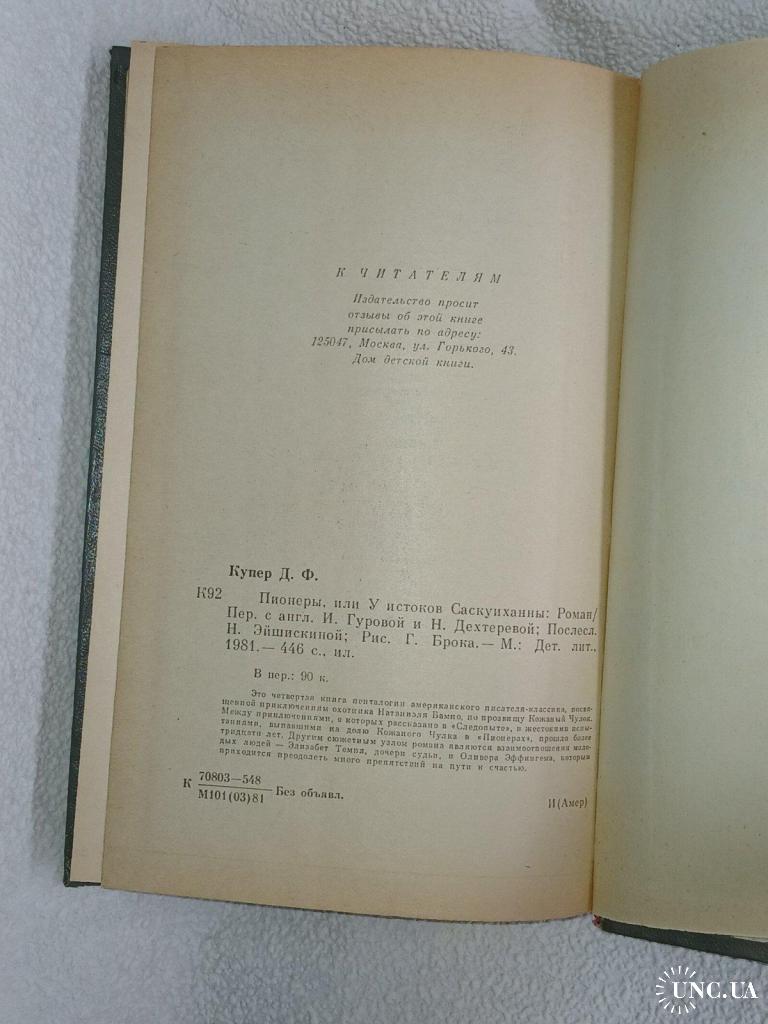 К ЧИТАТЕЛЯМ
Издательство просит
отзывы об этой книге
присылать по адресу:
125047, Москва, ул. Горького, 43.
Дом детской книги.
Купер Д. Ф.
К92 Пионеры, или У истоков Саскуиханны: Роман/
Пер. с англ. И. Гуровой и Н. Дехтеревой; Послесл.
Н. Эйшискиной; Рис. Г. Брока.— М.: Дет. лит.,
1981.— 446 с., ил.
В пер.: 90 к.
Это четвертая книга пенталогии американского писателя-классика, посвя-
щенной приключениям охотника Натаниэля Бампо, по прозвищу Кожаный Чулок.
Между приключениями, о которых рассказано в «Следопыте», и жестокими испы-
таниями, выпавшими на долю Кожаного Чулка в «Пионерах», прошло более
тридцати лет. Другим сюжетным узлом романа являются взаимоотношения моло-
дых людей — Элизабет Темпл, дочери судьи, и Оливера Эффингема, которым
приходится преодолеть много препятствий на пути к счастью.
К 70803—548
М101(03)81 Без объявл.
И(Амер)
UNC.UA